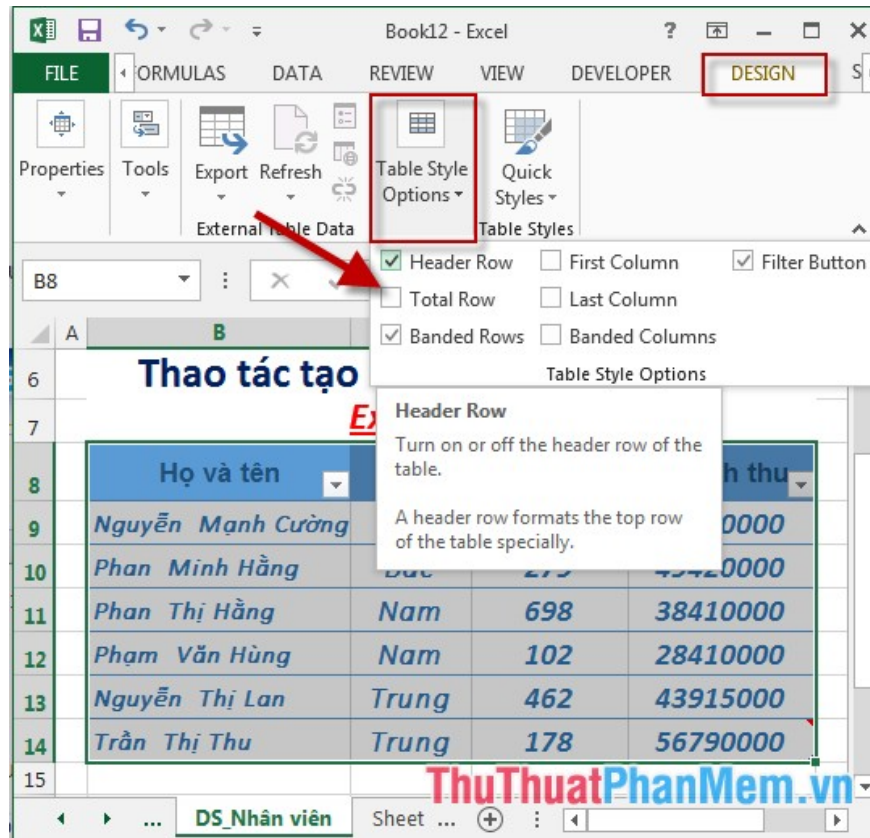 Book12 - Excel
FILE ORMULAS DATA REVIEW VIEW DEVELOPER DESIGN S
Properties Tools Export Refresh Table Style Options Quick Styles
External Table Data Table Styles
Header Row First Column Filter Button
Total Row Last Column
Banded Rows Banded Columns
Table Style Options
B8
A B
6 Thao tác tạo
7
Header Row
Turn on or off the header row of the
table.
A header row formats the top row
of the table specially.
8 Họ và tên h thu
9 Nguyễn Mạnh Cường 0000
10 Phan Minh Hằng
11 Phan Thị Hằng Nam 698 38410000
12 Phạm Văn Hùng Nam 102 28410000
13 Nguyễn Thị Lan Trung 462 43915000
14 Trần Thị Thu Trung 178 56790000
15
ThuThuatPhanMem.vn
... DS_Nhân viên Sheet ...